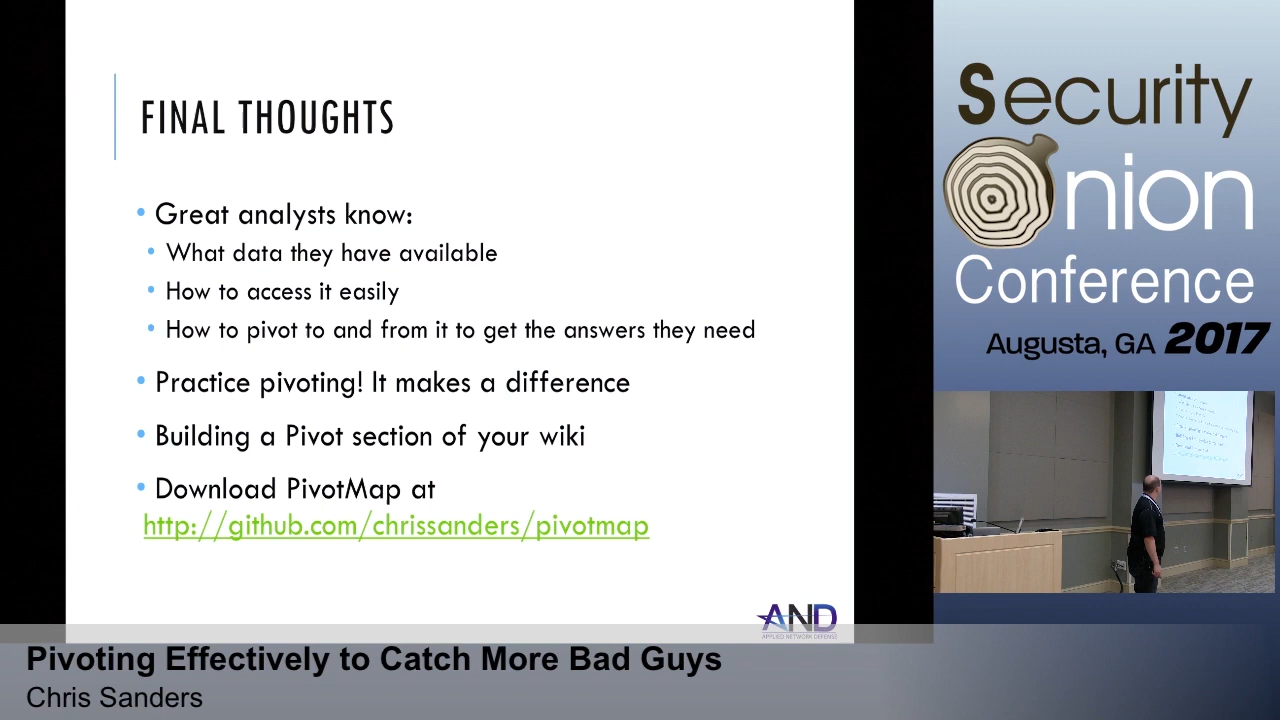 FINAL THOUGHTS
• Great analysts know:
• What data they have available
• How to access it easily
• How to pivot to and from it to get the answers they need
• Practice pivoting! It makes a difference
• Building a Pivot section of your wiki
• Download PivotMap at
http://github.com/chrissanders/pivotmap
AND
APPLIED NETWORK DEFENSE
Security
Onion
Conference
Augusta, GA 2017
Pivoting Effectively to Catch More Bad Guys
Chris Sanders